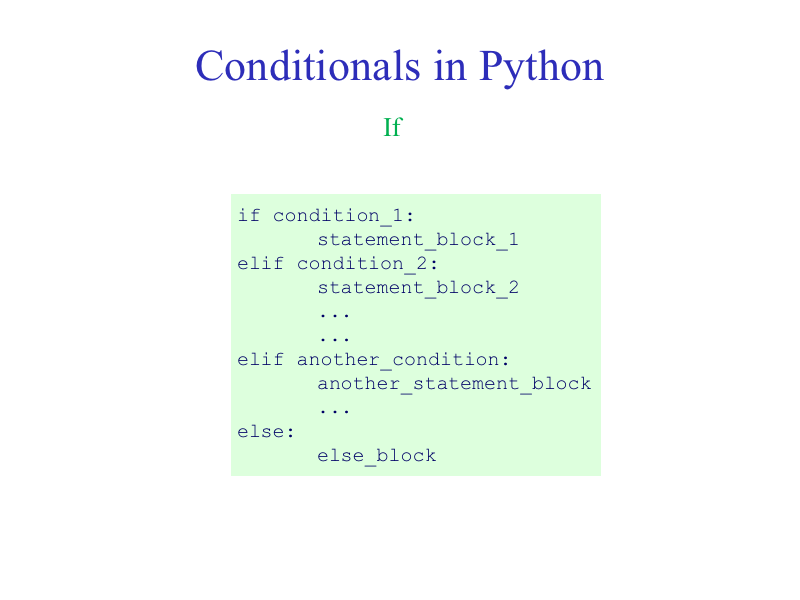 Conditionals in Python
If
if condition_1:
statement_block_1
elif condition_2:
statement_block_2
...
...
elif another_condition:
another_statement_block
...
else:
else_block